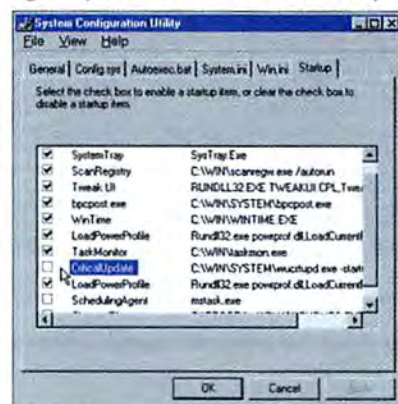 System Configuration Utility
File View Help
General Config.sys Autoexec.bat System.ini Win.ini Startup
Select the check box to enable a startup item, or clear the check box to
disable a startup item.
SystemTray SysTray.Exe
ScanRegistry C:\WIN\scanregw.exe /autorun
Tweak UI RUNDLL32.EXE TWEAKUI.CPL,Twea
bpcpost.exe C:\WIN\SYSTEM\bpcpost.exe
WinTime C:\WIN\WINTIME.EXE
LoadPowerProfile Rundll32.exe powrprof.dll,LoadCurrent
TaskMonitor C:\WIN\taskmon.exe
CriticalUpdate C:\WIN\SYSTEM\wucrtupd.exe -start
LoadPowerProfile Rundll32.exe powrprof.dll,LoadCurrent
SchedulingAgent mstask.exe
OK Cancel